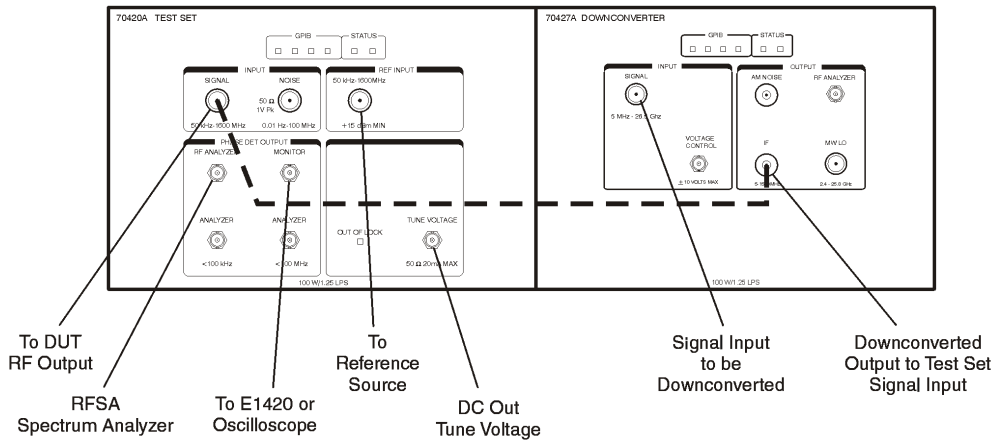 70420A TEST SET
GPIB
STATUS
INPUT
SIGNAL
NOISE
50 Ω
1V Pk
50 kHz-1600 MHz
0.01 Hz-100 MHz
REF INPUT
50 kHz-1600MHz
+15 dBm MIN
PHASE DET OUTPUT
RF ANALYZER
MONITOR
ANALYZER
ANALYZER
<100 kHz
<100 MHz
OUT OF LOCK
TUNE VOLTAGE
50 Ω 20mA MAX
100 W/1.25 LPS
70427A DOWNCONVERTER
GPIB
STATUS
INPUT
SIGNAL
5 MHz - 26.5 Ghz
VOLTAGE
CONTROL
±10 VOLTS MAX
OUTPUT
AM NOISE
RF ANALYZER
IF
MW LO
2.4 - 25.8 GHz
100 W/1.25 LPS
To DUT
RF Output
RFSA
Spectrum Analyzer
To E1420 or
Oscilloscope
To
Reference
Source
DC Out
Tune Voltage
Signal Input
to be
Downconverted
Downconverted
Output to Test Set
Signal Input